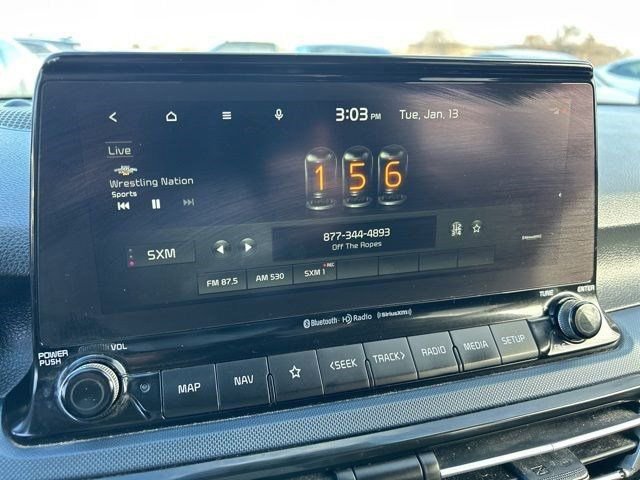 3:03 PM Tue, Jan. 13
Live
Wrestling Nation
Sports
156
877-344-4893
Off The Ropes
SXM
REC
FM 87.5 AM 530 SXM 1
Bluetooth HD Radio ((SiriusXM))
POWER
PUSH
VOL
TUNE
ENTER
MAP NAV <SEEK TRACK> RADIO MEDIA SETUP